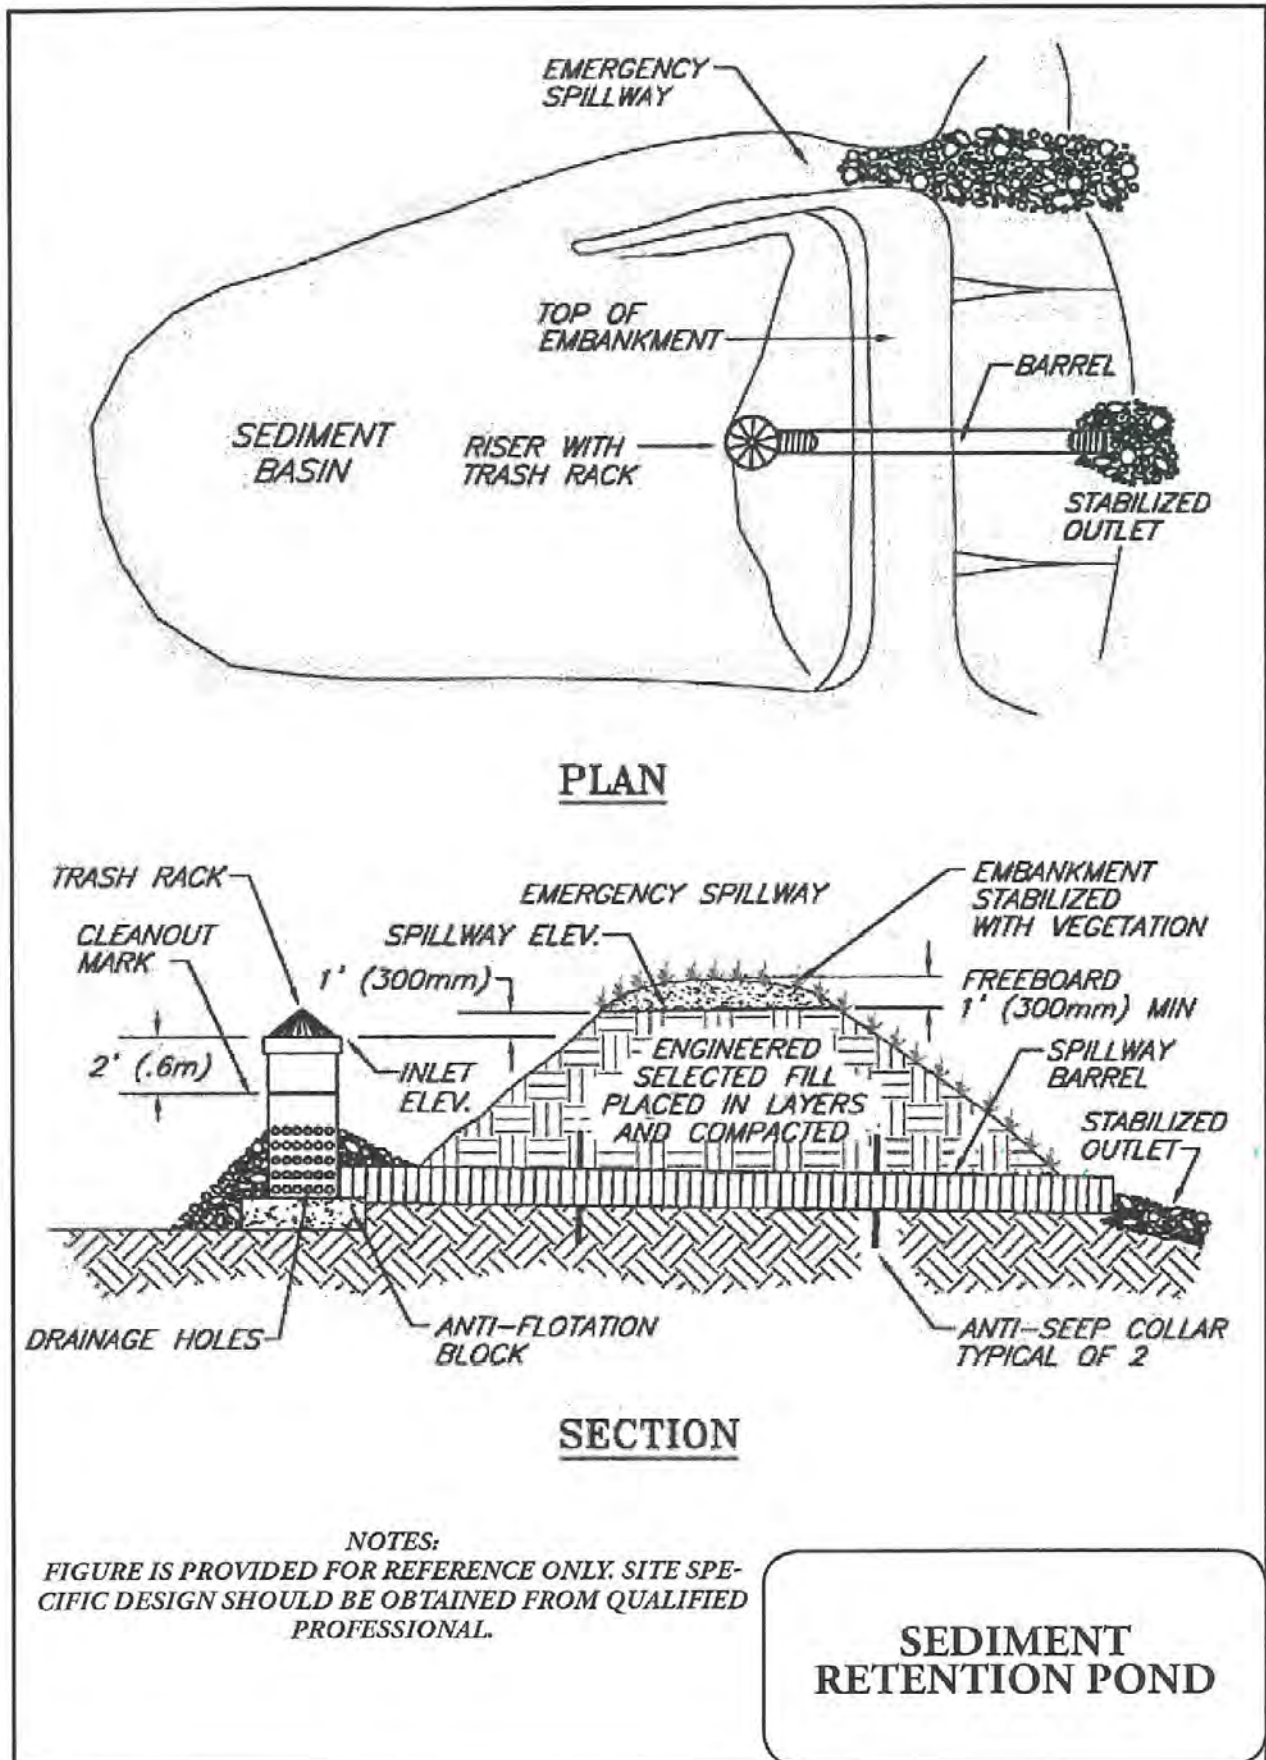 EMERGENCY
SPILLWAY
TOP OF
EMBANKMENT
BARREL
SEDIMENT
BASIN
RISER WITH
TRASH RACK
STABILIZED
OUTLET
PLAN
TRASH RACK
CLEANOUT
MARK
2' (.6m)
1' (300mm)
SPILLWAY ELEV.
EMERGENCY SPILLWAY
EMBANKMENT
STABILIZED
WITH VEGETATION
FREEBOARD
1' (300mm) MIN
INLET
ELEV.
ENGINEERED
SELECTED FILL
PLACED IN LAYERS
AND COMPACTED
SPILLWAY
BARREL
STABILIZED
OUTLET
DRAINAGE HOLES
ANTI-FLOTATION
BLOCK
ANTI-SEEP COLLAR
TYPICAL OF 2
SECTION
NOTES:
FIGURE IS PROVIDED FOR REFERENCE ONLY. SITE SPE-
CIFIC DESIGN SHOULD BE OBTAINED FROM QUALIFIED
PROFESSIONAL.
SEDIMENT
RETENTION POND